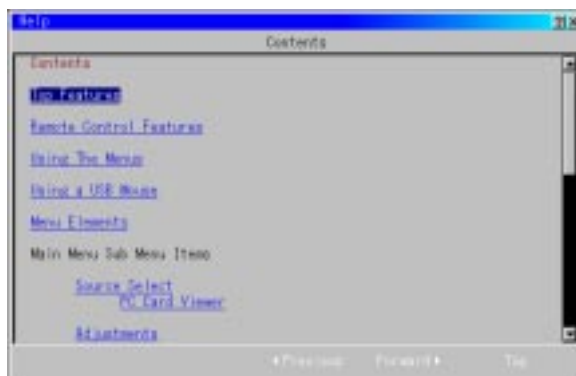 Help
Contents
Contents
Top Features
Remote Control Features
Using The Menus
Using a USB Mouse
Menu Elements
Main Menu Sub Menu Items
Source Select
PC Card Viewer
Adjustments
Previous Forward Top